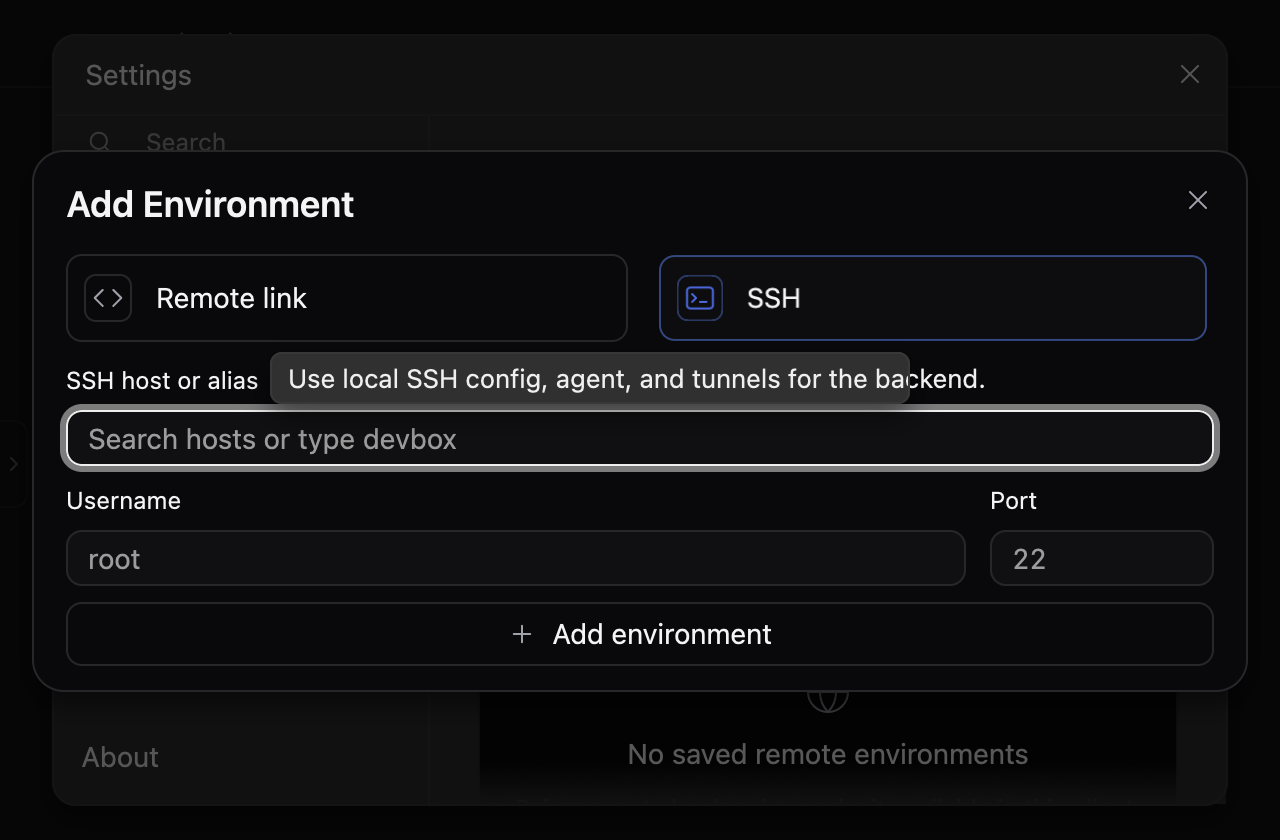 Settings
Search
Add Environment
Remote link
SSH
SSH host or alias
Use local SSH config, agent, and tunnels for the backend.
Search hosts or type devbox
Username
Port
root
22
Add environment
About
No saved remote environments